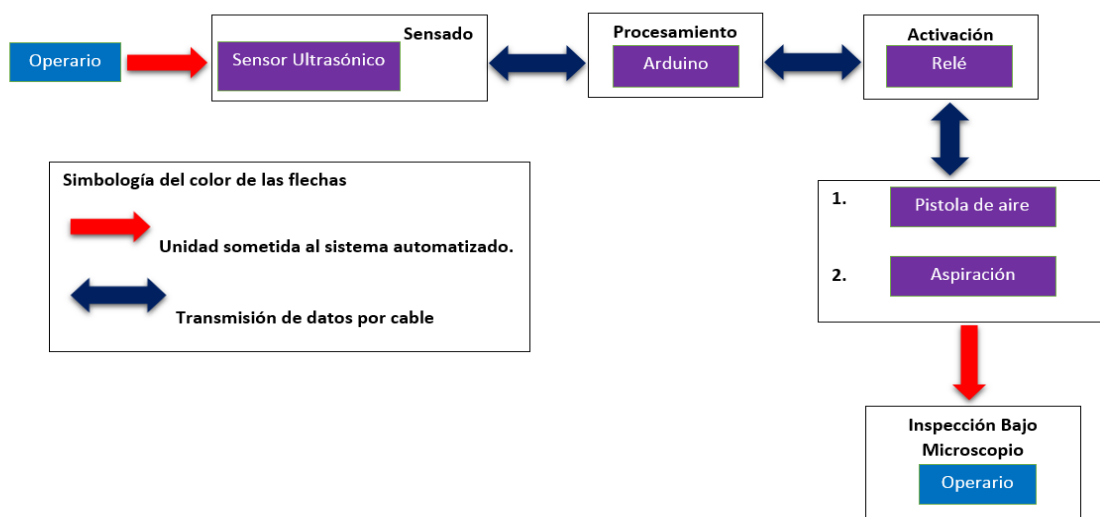 Operario
Sensado
Sensor Ultrasónico
Procesamiento
Arduino
Activación
Relé
Simbología del color de las flechas
Unidad sometida al sistema automatizado.
Transmisión de datos por cable
1. Pistola de aire
2. Aspiración
Inspección Bajo
Microscopio
Operario